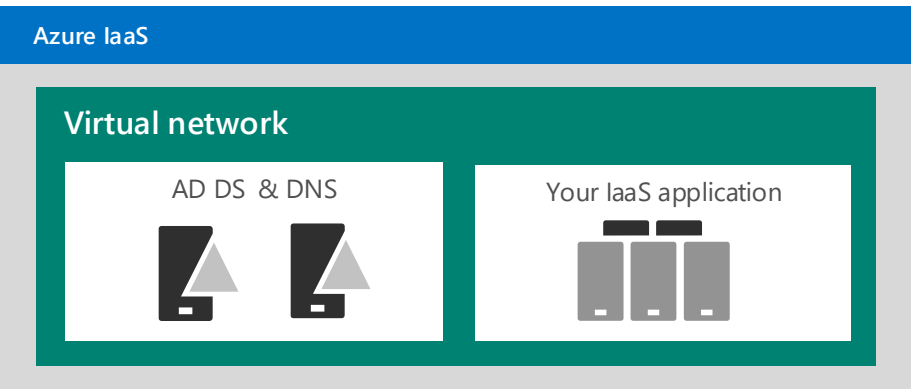 Azure IaaS
Virtual network
AD DS & DNS
Your IaaS application